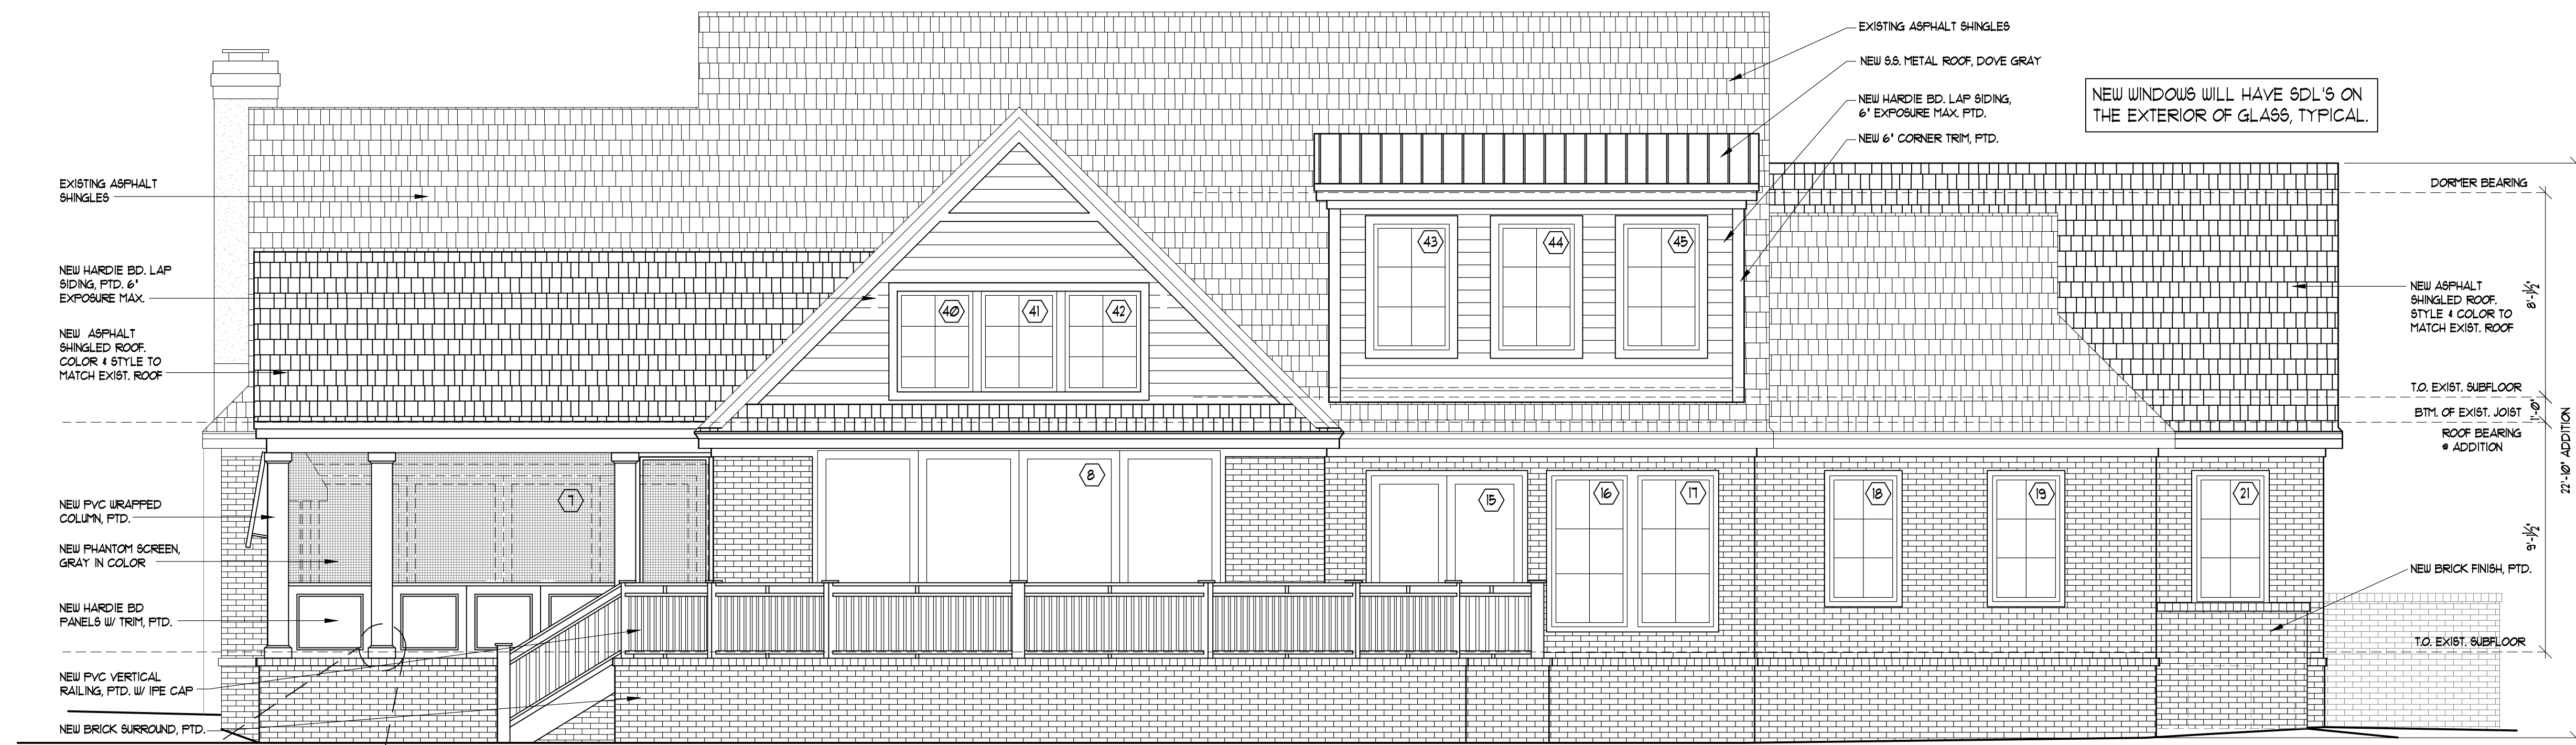 EXISTING ASPHALT
SHINGLES
NEW HARDIE BD. LAP
SIDING, PTD. 6"
EXPOSURE MAX.
NEW ASPHALT
SHINGLED ROOF.
COLOR & STYLE TO
MATCH EXIST. ROOF
NEW PVC WRAPPED
COLUMN, PTD.
NEW PHANTOM SCREEN,
GRAY IN COLOR
NEW HARDIE BD
PANELS W/ TRIM, PTD.
NEW PVC VERTICAL
RAILING, PTD. W/ IPE CAP
NEW BRICK SURROUND, PTD.
40
41
42
43
44
45
7
8
15
16
17
18
19
21
EXISTING ASPHALT SHINGLES
NEW S.S. METAL ROOF, DOVE GRAY
NEW HARDIE BD. LAP SIDING,
6" EXPOSURE MAX. PTD.
NEW 6" CORNER TRIM, PTD.
NEW WINDOWS WILL HAVE SDL'S ON
THE EXTERIOR OF GLASS, TYPICAL.
DORMER BEARING
NEW ASPHALT
SHINGLED ROOF.
STYLE & COLOR TO
MATCH EXIST. ROOF
8'-1½"
T.O. EXIST. SUBFLOOR
1'-0"
BTM. OF EXIST. JOIST
ROOF BEARING
@ ADDITION
22'-10" ADDITION
9'-1½"
NEW BRICK FINISH, PTD.
T.O. EXIST. SUBFLOOR